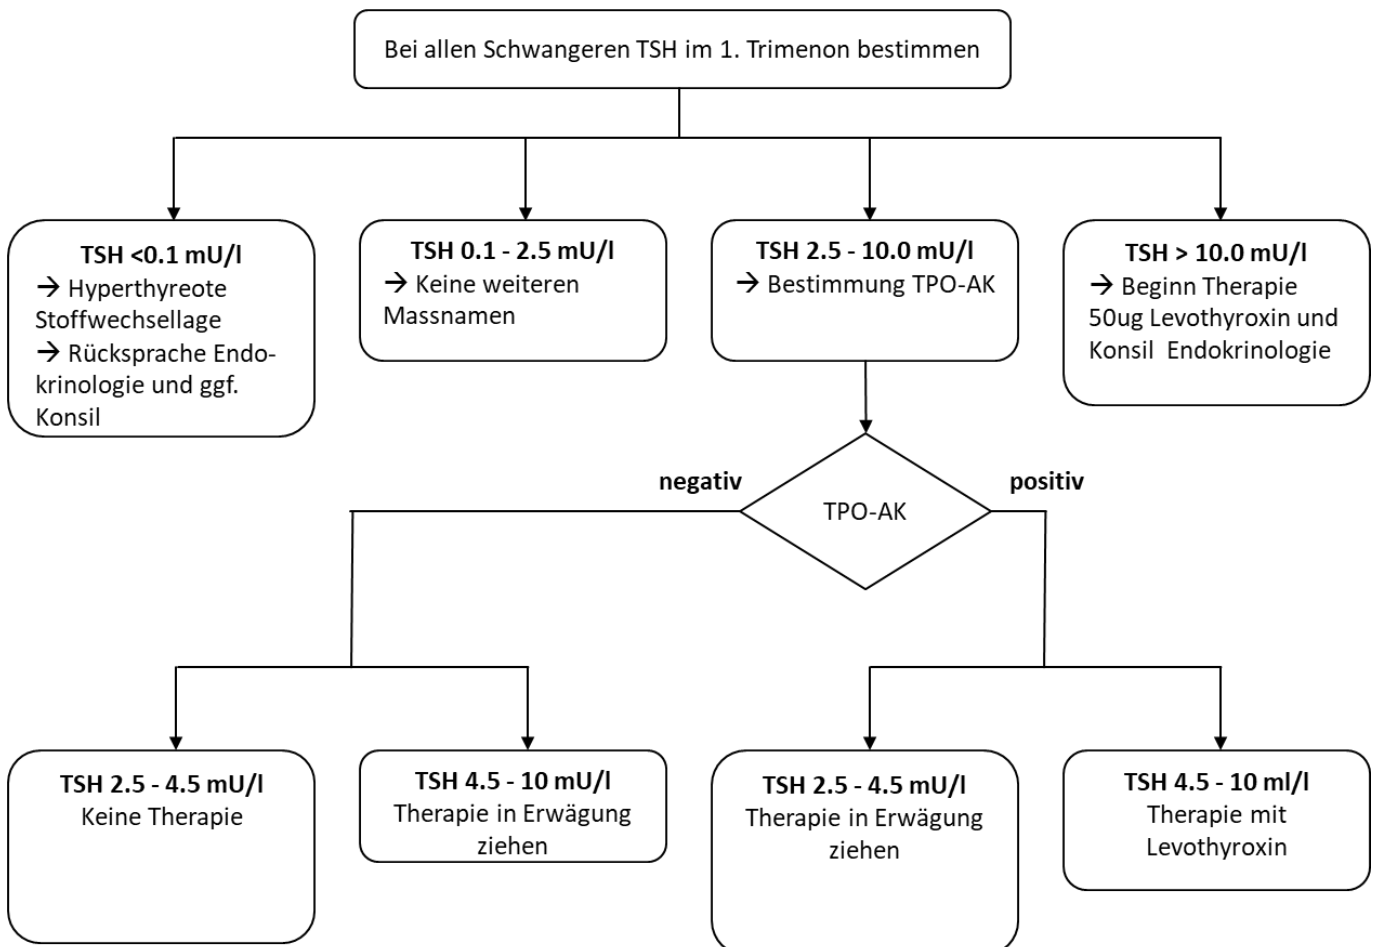 Bei allen Schwangeren TSH im 1. Trimenon bestimmen
TSH <0.1 mU/l
→ Hyperthyreote
Stoffwechsellage
→ Rücksprache Endo-
krinologie und ggf.
Konsil
TSH 0.1 - 2.5 mU/l
→ Keine weiteren
Massnamen
TSH 2.5 - 10.0 mU/l
→ Bestimmung TPO-AK
TSH > 10.0 mU/l
→ Beginn Therapie
50ug Levothyroxin und
Konsil Endokrinologie
negativ
TPO-AK
positiv
TSH 2.5 - 4.5 mU/l
Keine Therapie
TSH 4.5 - 10 mU/l
Therapie in Erwägung
ziehen
TSH 2.5 - 4.5 mU/l
Therapie in Erwägung
ziehen
TSH 4.5 - 10 ml/l
Therapie mit
Levothyroxin